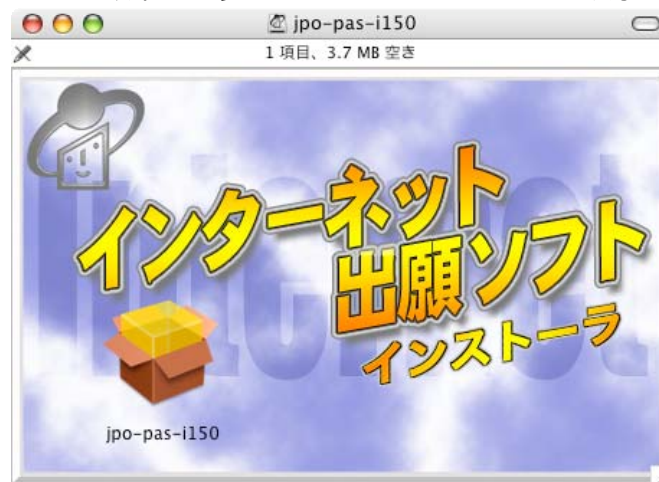 jpo-pas-i150
1 項目、3.7 MB 空き
Internet
インターネット
出願ソフト
インストーラ
jpo-pas-i150